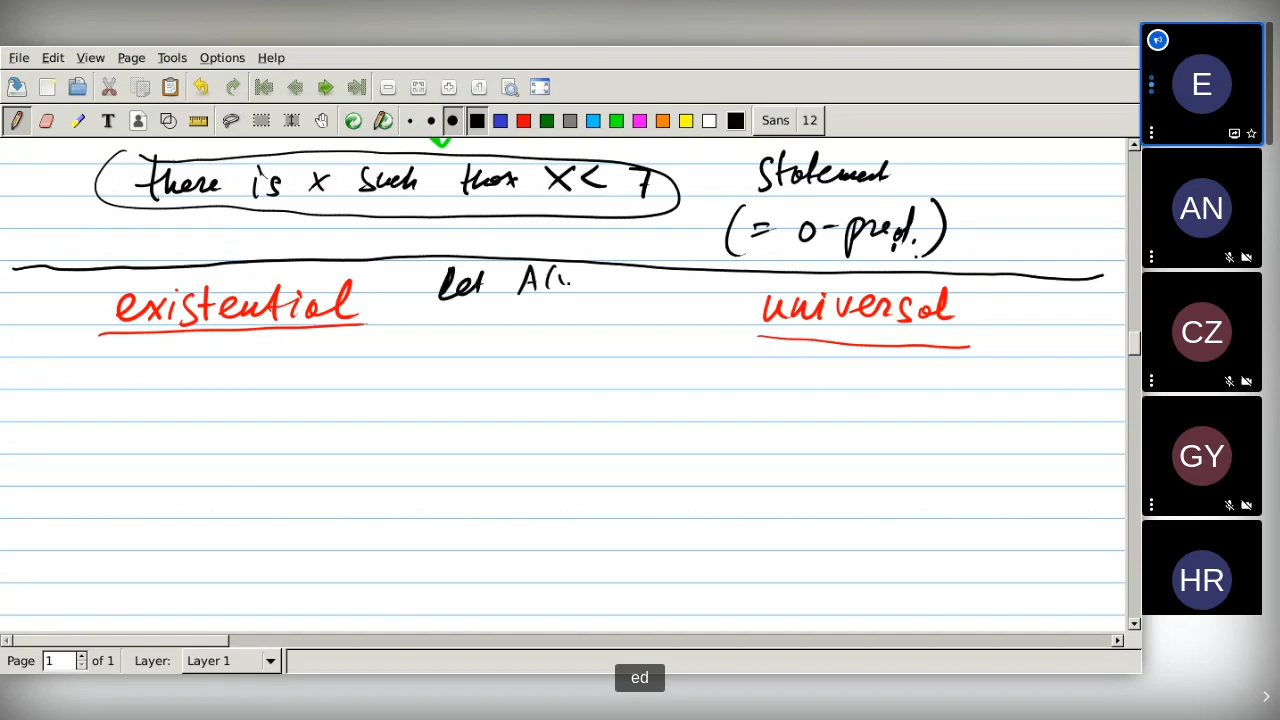 File Edit View Page Tools Options Help
Sans 12
There is x such that x < 7
Statement
(= 0-pred.)
existential
Let A(
universal
Page 1 of 1 Layer: Layer 1
ed
E
AN
CZ
GY
HR